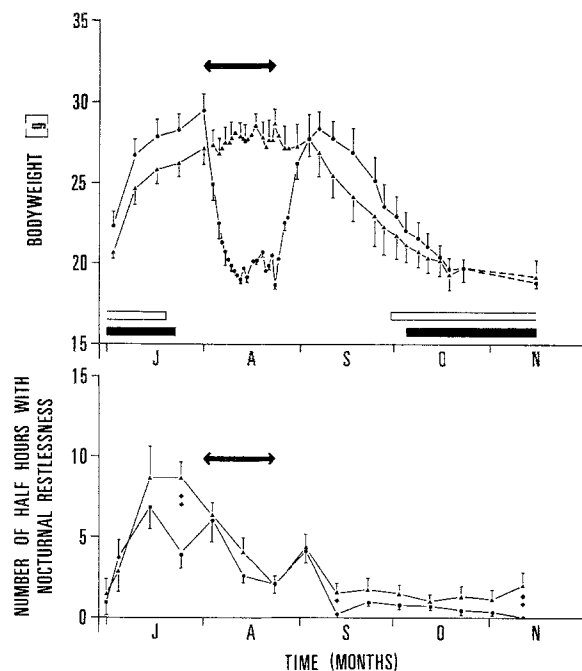 BODYWEIGHT [g]
35
30
25
20
15
J A S O N
NUMBER OF HALF HOURS WITH
NOCTURNAL RESTLESSNESS
15
10
5
0
J A S O N
TIME (MONTHS)